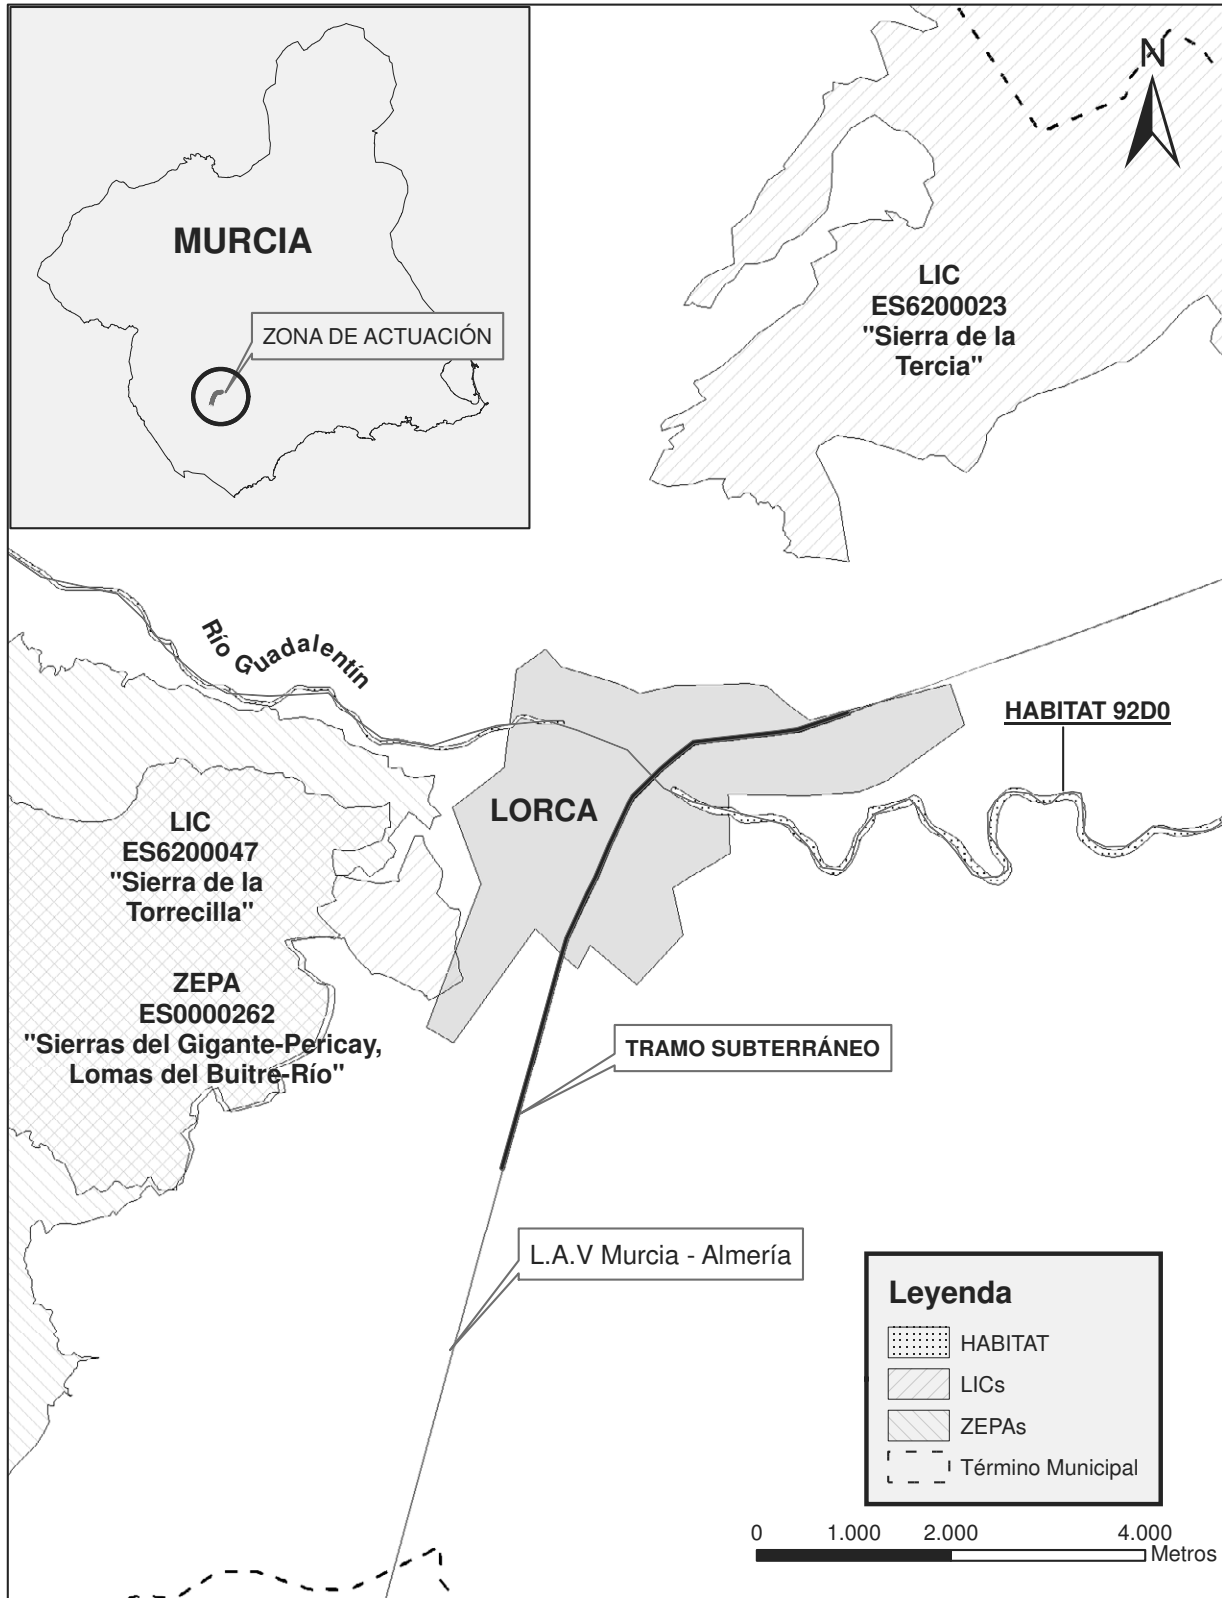 MURCIA
ZONA DE ACTUACIÓN
N
LIC
ES6200023
"Sierra de la
Tercia"
Río Guadalentín
HABITAT 92D0
LORCA
LIC
ES6200047
"Sierra de la
Torrecilla"
ZEPA
ES0000262
"Sierras del Gigante-Pericay,
Lomas del Buitre-Río"
TRAMO SUBTERRÁNEO
L.A.V Murcia - Almería
Leyenda
HABITAT
LICs
ZEPAs
Término Municipal
0 1.000 2.000 4.000
Metros